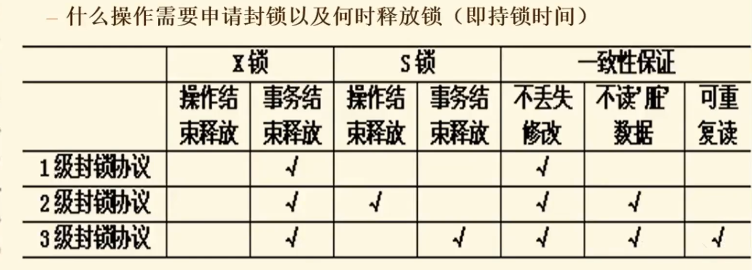 – 什么操作需要申请封锁以及何时释放锁（即持锁时间）
X锁 S锁 一致性保证
操作结束释放 事务结束释放 操作结束释放 事务结束释放 不丢失修改 不读'脏'数据 可重复读
1级封锁协议 √ √
2级封锁协议 √ √ √ √
3级封锁协议 √ √ √ √ √